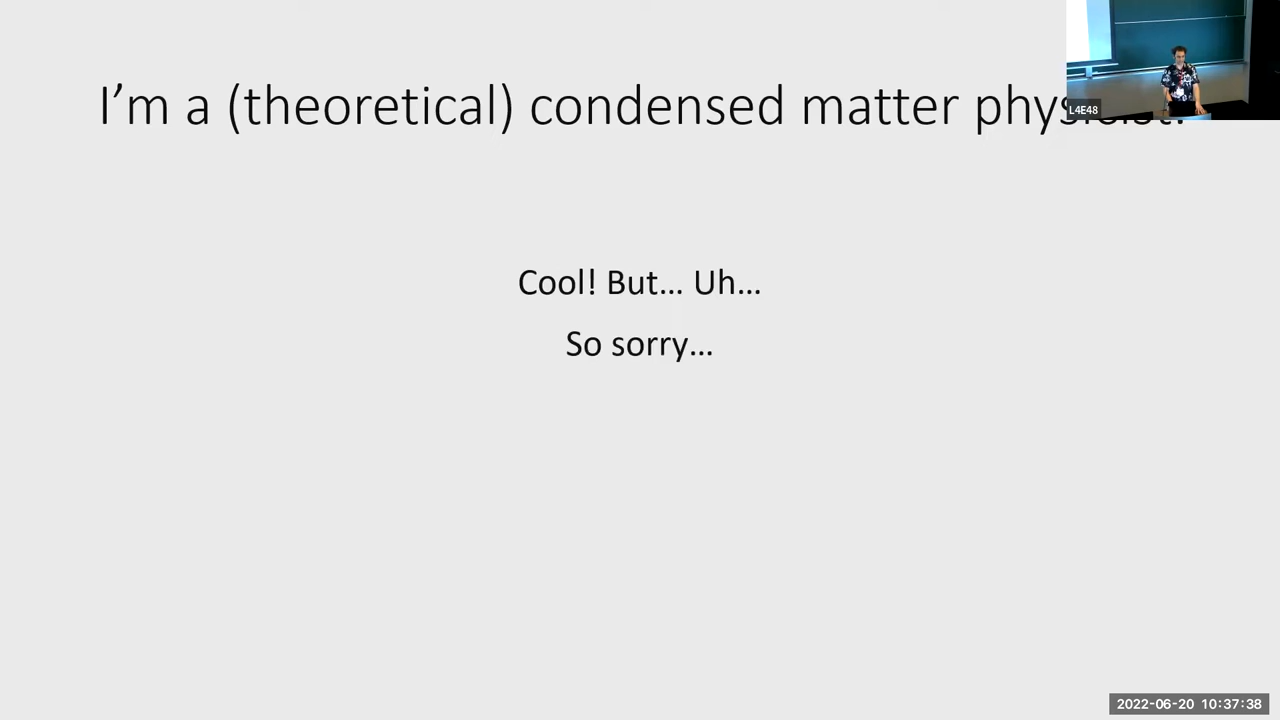 I'm a (theoretical) condensed matter physicist.
L4E48
Cool! But… Uh…
So sorry…
2022-06-20 10:37:38